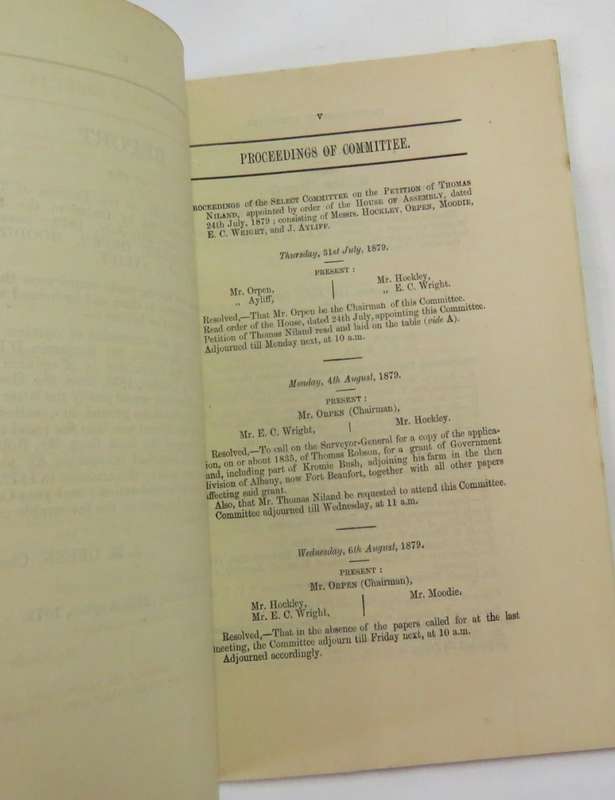 V
PROCEEDINGS OF COMMITTEE.
ROCEEDINGS of the SELECT COMMITTEE on the PETITION of THOMAS
NILAND, appointed by order of the HOUSE OF ASSEMBLY, dated
24th July, 1879; consisting of Messrs. HOCKLEY, ORPEN, MOODIE,
E. C. WRIGHT, and J. AYLIFF.
Thursday, 31st July, 1879.
PRESENT:
Mr. Orpen, Mr. Hockley,
„ Ayliff, „ E. C. Wright.
Resolved,—That Mr. Orpen be the Chairman of this Committee.
Read order of the House, dated 24th July, appointing this Committee.
Petition of Thomas Niland read and laid on the table (vide A).
Adjourned till Monday next, at 10 a.m.
Monday, 4th August, 1879.
PRESENT:
Mr. ORPEN (Chairman),
Mr. E. C. Wright, Mr. Hockley.
Resolved,—To call on the Surveyor-General for a copy of the applica-
ion, on or about 1835, of Thomas Robson, for a grant of Government
and, including part of Kromie Bush, adjoining his farm in the then
division of Albany, now Fort Beaufort, together with all other papers
affecting said grant.
Also, that Mr. Thomas Niland be requested to attend this Committee.
Committee adjourned till Wednesday, at 11 a.m.
Wednesday, 6th August, 1879.
PRESENT:
Mr. ORPEN (Chairman),
Mr. Hockley, Mr. Moodie.
Mr. E. C. Wright,
Resolved,—That in the absence of the papers called for at the last
meeting, the Committee adjourn till Friday next, at 10 a.m.
Adjourned accordingly.